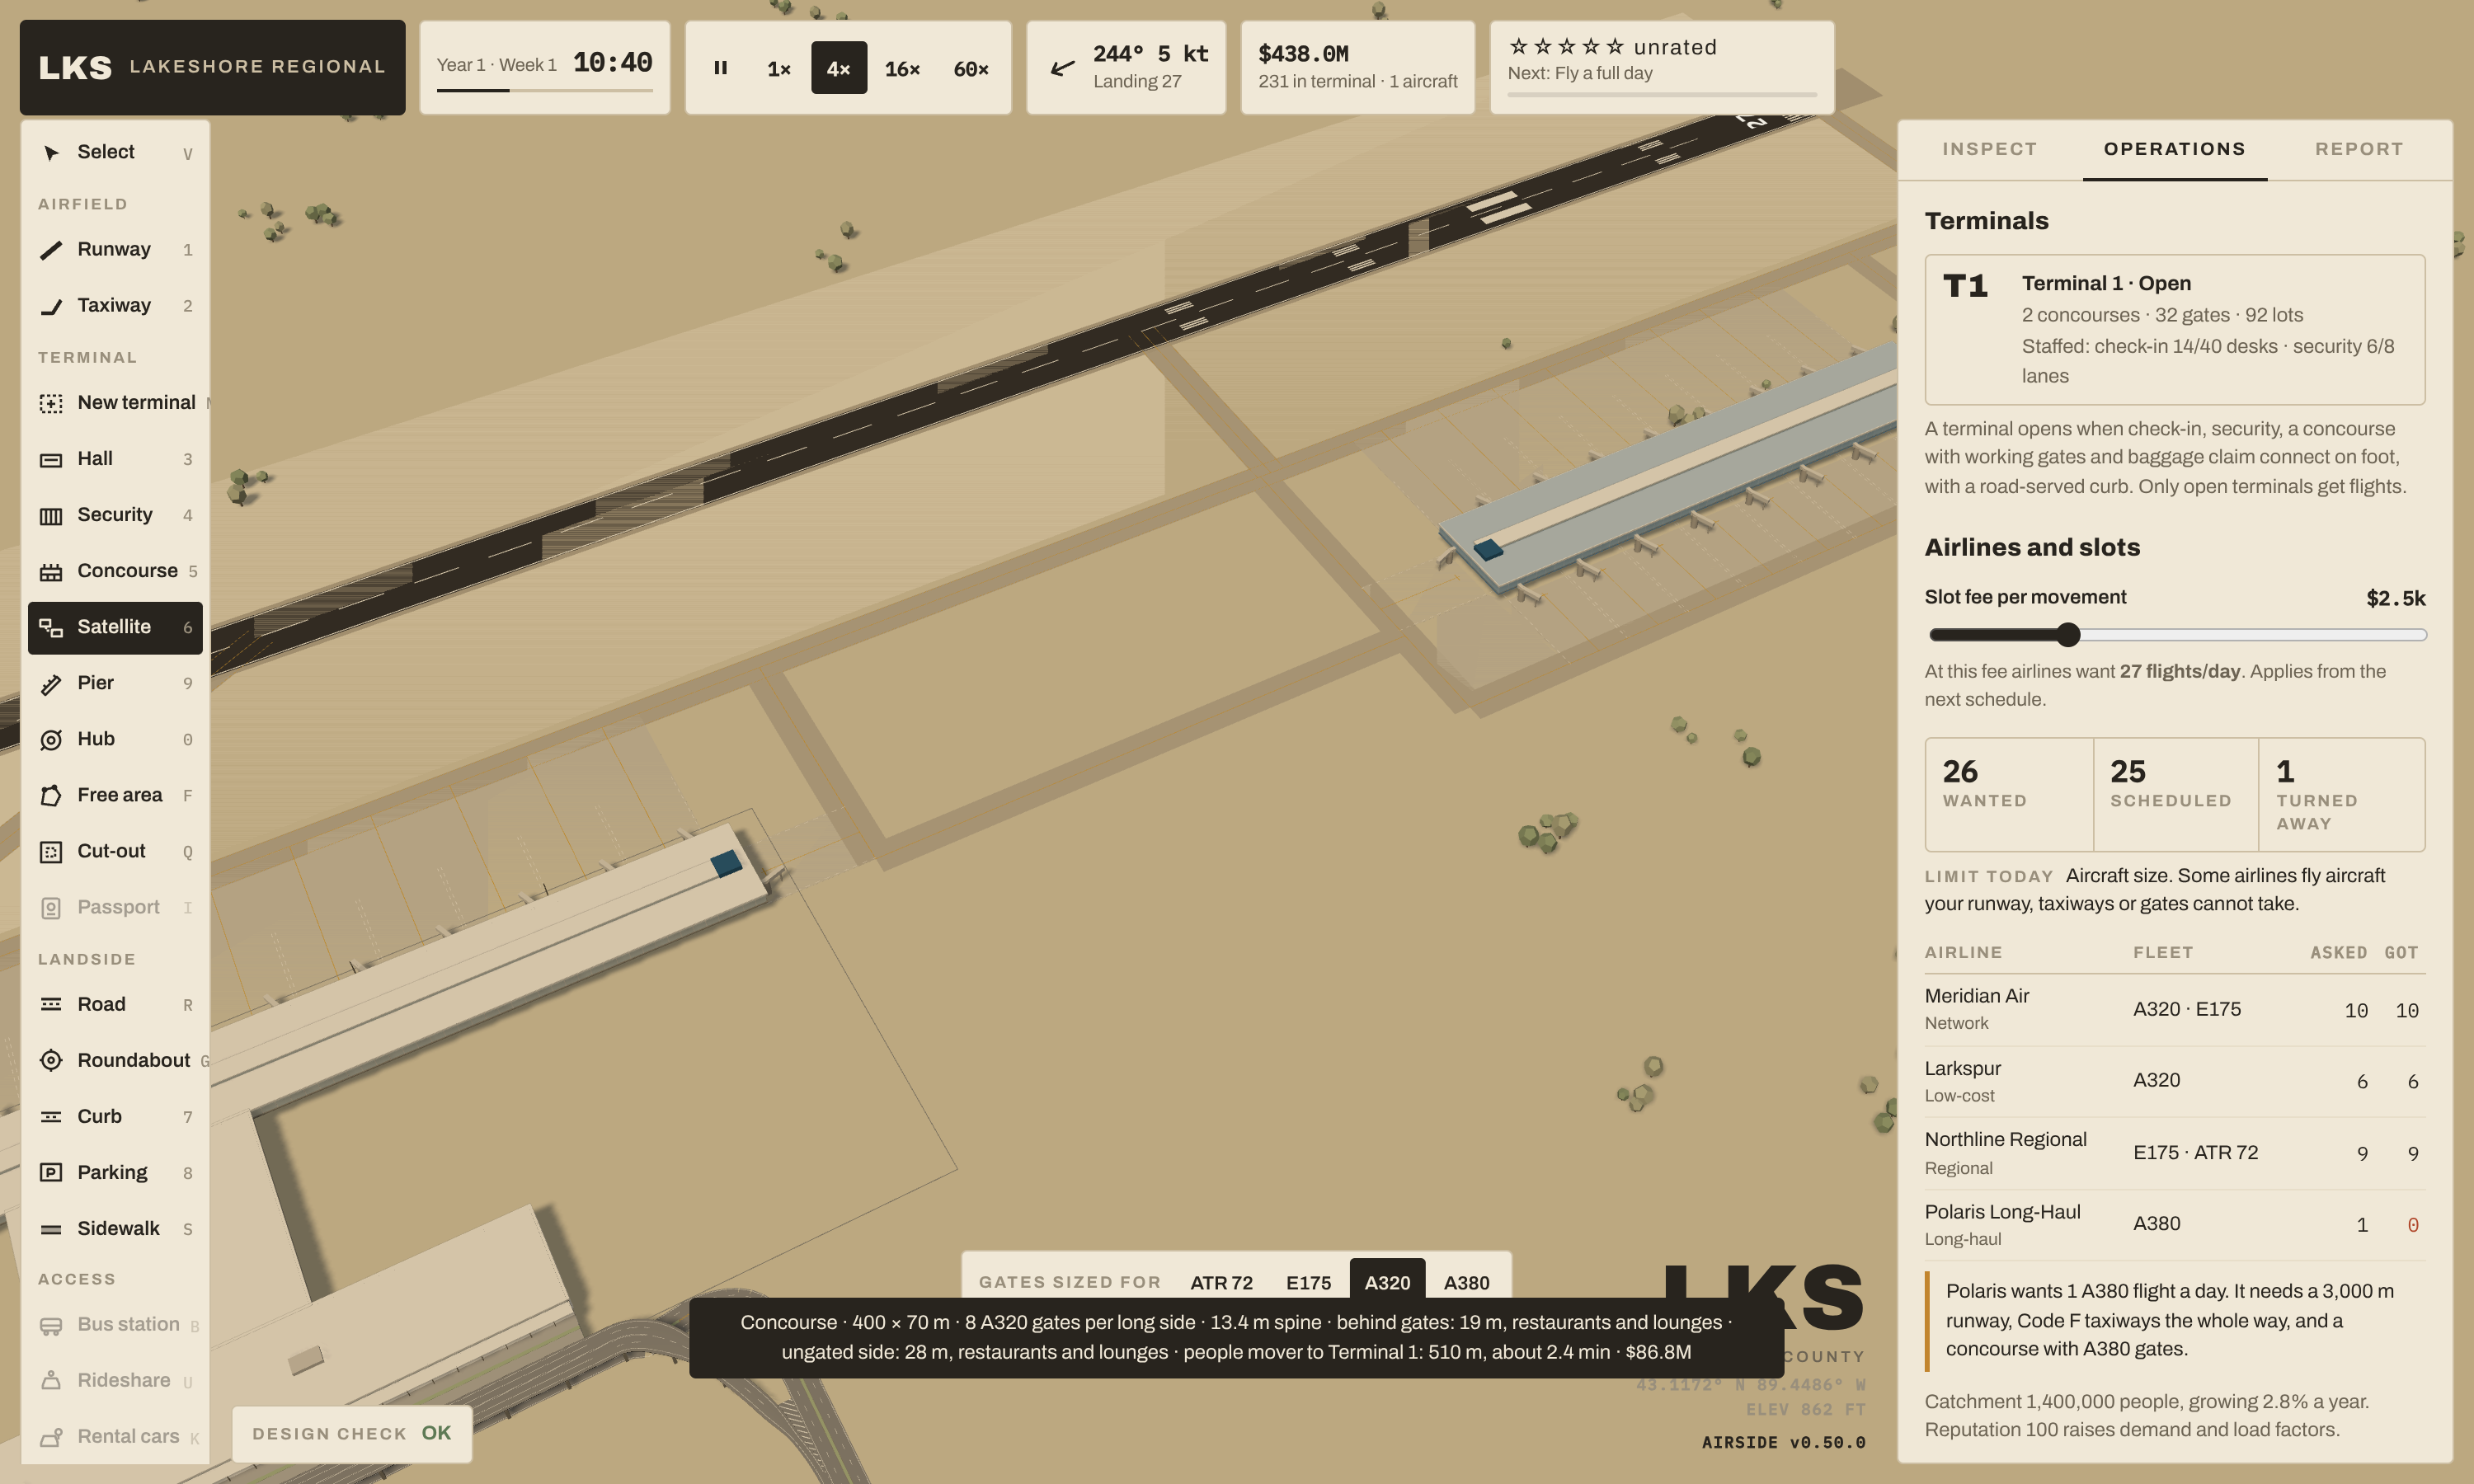 LKS LAKESHORE REGIONAL
Year 1 · Week 1 10:40
1× 4× 16× 60×
244° 5 kt
Landing 27
$438.0M
231 in terminal · 1 aircraft
☆☆☆☆☆ unrated
Next: Fly a full day
Select V
AIRFIELD
Runway 1
Taxiway 2
TERMINAL
New terminal
Hall 3
Security 4
Concourse 5
Satellite 6
Pier 9
Hub 0
Free area F
Cut-out Q
Passport I
LANDSIDE
Road R
Roundabout G
Curb 7
Parking 8
Sidewalk S
ACCESS
Bus station B
Rideshare U
Rental cars K
DESIGN CHECK OK
GATES SIZED FOR ATR 72 E175 A320 A380
Concourse · 400 × 70 m · 8 A320 gates per long side · 13.4 m spine · behind gates: 19 m, restaurants and lounges ·
ungated side: 28 m, restaurants and lounges · people mover to Terminal 1: 510 m, about 2.4 min · $86.8M
LKS
COUNTY
43.1172° N 89.4486° W
ELEV 862 FT
AIRSIDE v0.50.0
INSPECT OPERATIONS REPORT
Terminals
T1
Terminal 1 · Open
2 concourses · 32 gates · 92 lots
Staffed: check-in 14/40 desks · security 6/8
lanes
A terminal opens when check-in, security, a concourse
with working gates and baggage claim connect on foot,
with a road-served curb. Only open terminals get flights.
Airlines and slots
Slot fee per movement $2.5k
At this fee airlines want 27 flights/day. Applies from the
next schedule.
26 WANTED
25 SCHEDULED
1 TURNED
AWAY
LIMIT TODAY Aircraft size. Some airlines fly aircraft
your runway, taxiways or gates cannot take.
AIRLINE FLEET ASKED GOT
Meridian Air A320 · E175 10 10
Network
Larkspur A320 6 6
Low-cost
Northline Regional E175 · ATR 72 9 9
Regional
Polaris Long-Haul A380 1 0
Long-haul
Polaris wants 1 A380 flight a day. It needs a 3,000 m
runway, Code F taxiways the whole way, and a
concourse with A380 gates.
Catchment 1,400,000 people, growing 2.8% a year.
Reputation 100 raises demand and load factors.